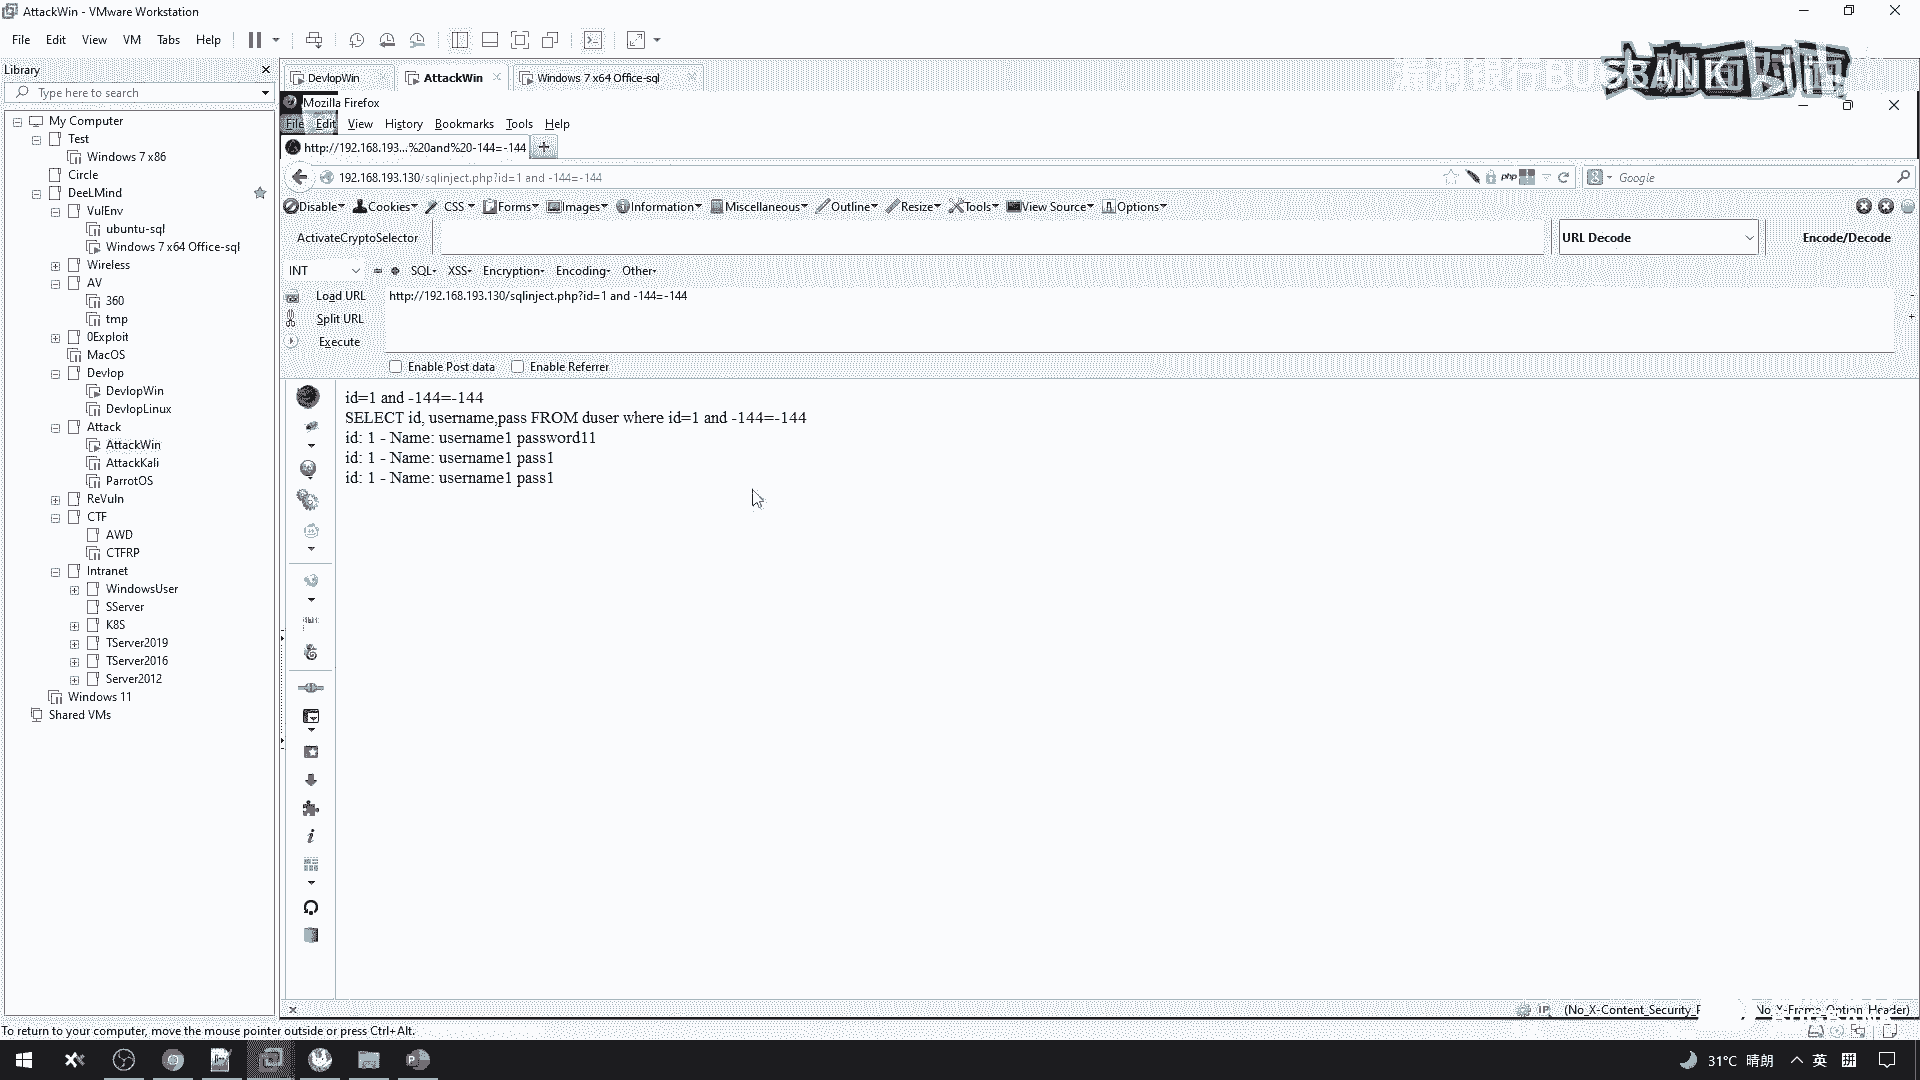 AttackWin - VMware Workstation
File Edit View VM Tabs Help
Library
Type here to search
My Computer
Test
Windows 7 x86
Circle
DeeLMind
VulEnv
ubuntu-sql
Windows 7 x64 Office-sql
Wireless
AV
360
tmp
0Exploit
MacOS
Devlop
DevlopWin
DevlopLinux
Attack
AttackWin
AttackKali
ParrotOS
ReVuln
CTF
AWD
CTFRP
Intranet
WindowsUser
SServer
K8S
TServer2019
TServer2016
Server2012
Windows 11
Shared VMs
DevlopWin AttackWin Windows 7 x64 Office-sql
Mozilla Firefox
File Edit View History Bookmarks Tools Help
http://192.168.193...%20and%20-144=-144
192.168.193.130/sqlinject.php?id=1 and -144=-144
php
Google
Disable Cookies CSS Forms Images Information Miscellaneous Outline Resize Tools View Source Options
ActivateCryptoSelector
URL Decode
Encode/Decode
INT SQL XSS Encryption Encoding Other
Load URL http://192.168.193.130/sqlinject.php?id=1 and -144=-144
Split URL
Execute
Enable Post data Enable Referrer
id=1 and -144=-144
SELECT id, username,pass FROM duser where id=1 and -144=-144
id: 1 - Name: username1 password11
id: 1 - Name: username1 pass1
id: 1 - Name: username1 pass1
IP
(No_X-Content_Security_P
No_X-Frame_Option_Header)
To return to your computer, move the mouse pointer outside or press Ctrl+Alt.
31°C 晴朗 英